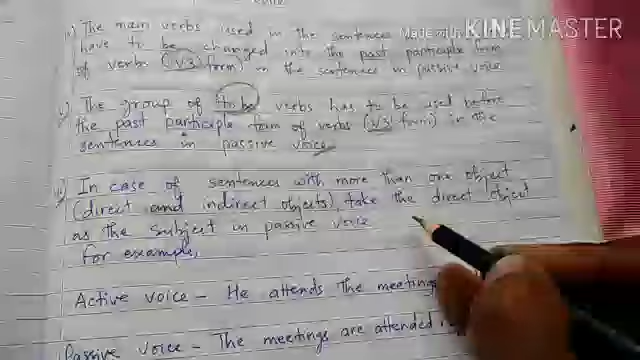 Made with KINEMASTER
The main verbs used in the sentences
have to be changed into the past participle form
of verbs (V3 form) in the sentences in passive voice
The group of "to be" verbs has to be used before
the past participle form of verbs (V3 form) in the
sentences in passive voice
In case of sentences with more than one object
(direct and indirect objects) take the direct object
as the subject in passive voice
For example,
Active voice - He attends the meetings
Passive voice - The meetings are attended